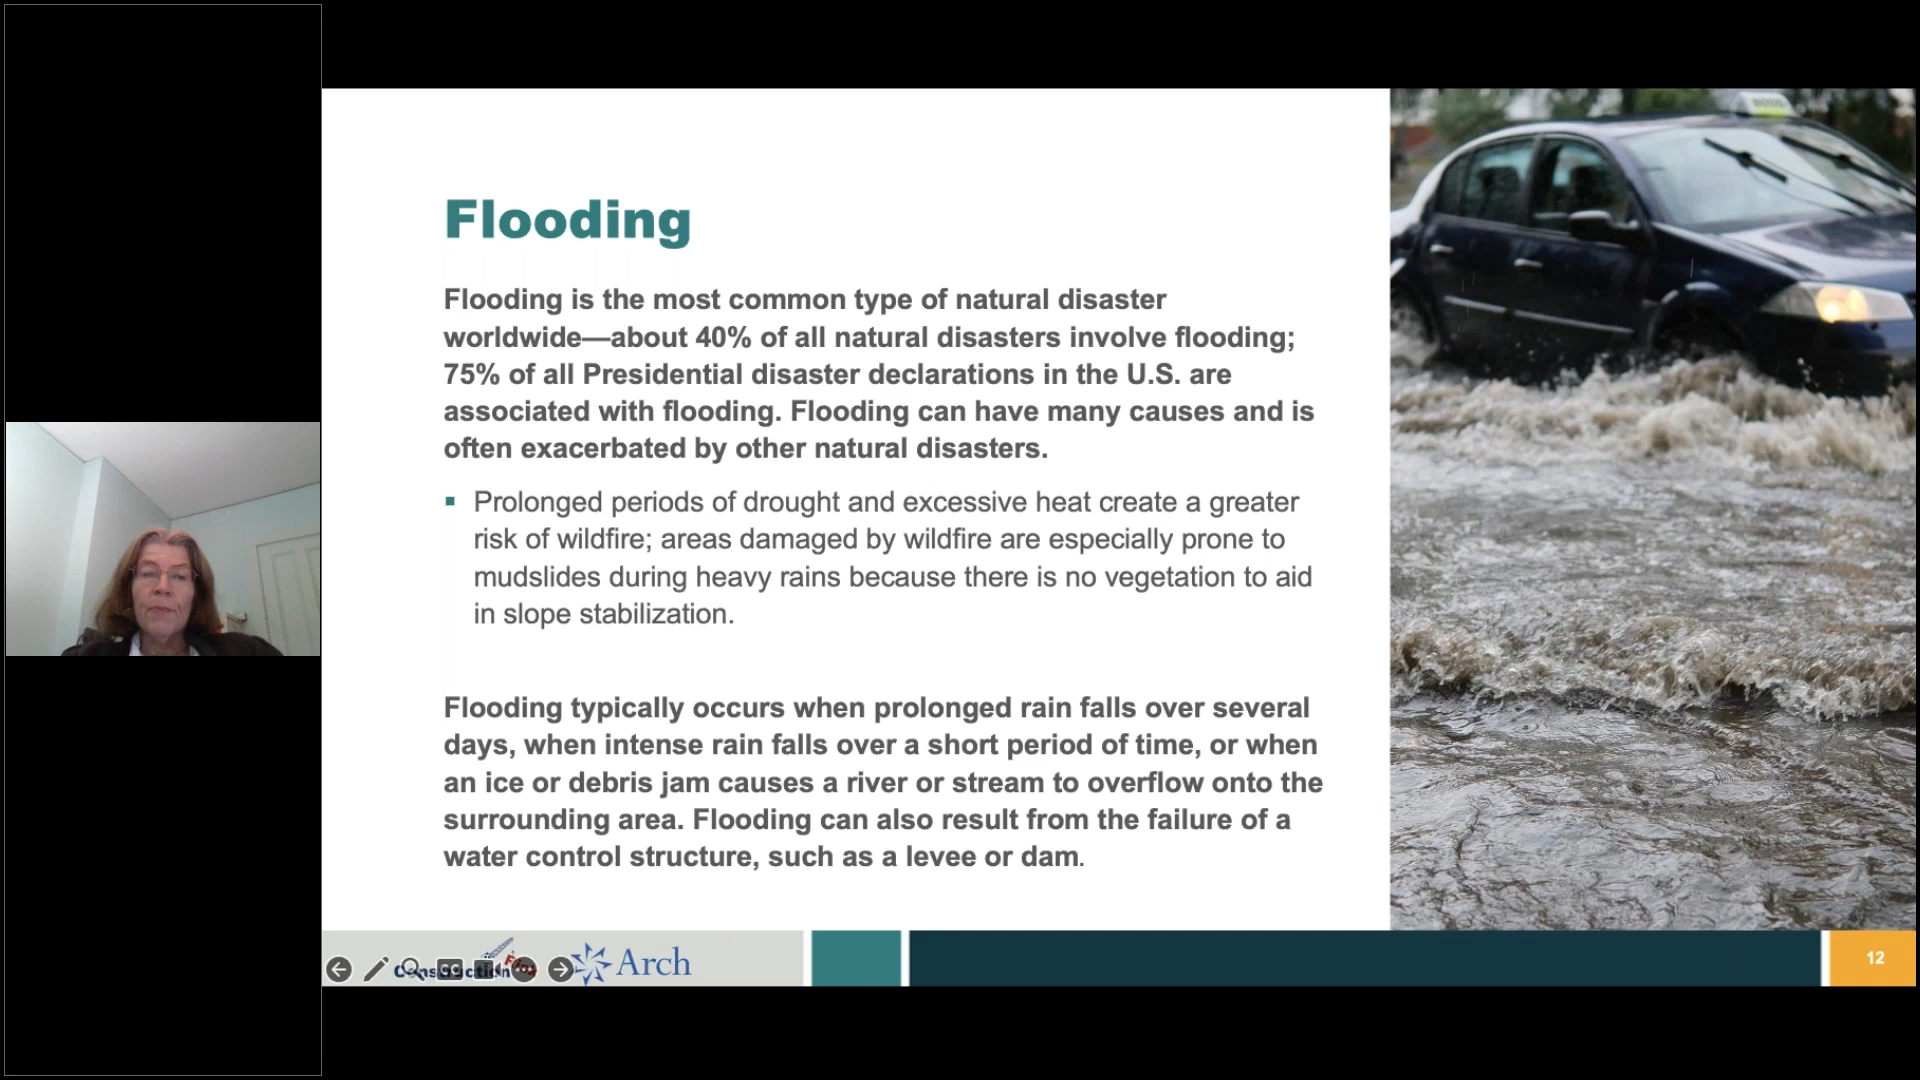 Flooding
Flooding is the most common type of natural disaster
worldwide—about 40% of all natural disasters involve flooding;
75% of all Presidential disaster declarations in the U.S. are
associated with flooding. Flooding can have many causes and is
often exacerbated by other natural disasters.
▪ Prolonged periods of drought and excessive heat create a greater
risk of wildfire; areas damaged by wildfire are especially prone to
mudslides during heavy rains because there is no vegetation to aid
in slope stabilization.
Flooding typically occurs when prolonged rain falls over several
days, when intense rain falls over a short period of time, or when
an ice or debris jam causes a river or stream to overflow onto the
surrounding area. Flooding can also result from the failure of a
water control structure, such as a levee or dam.
Construction
CC
Arch
12